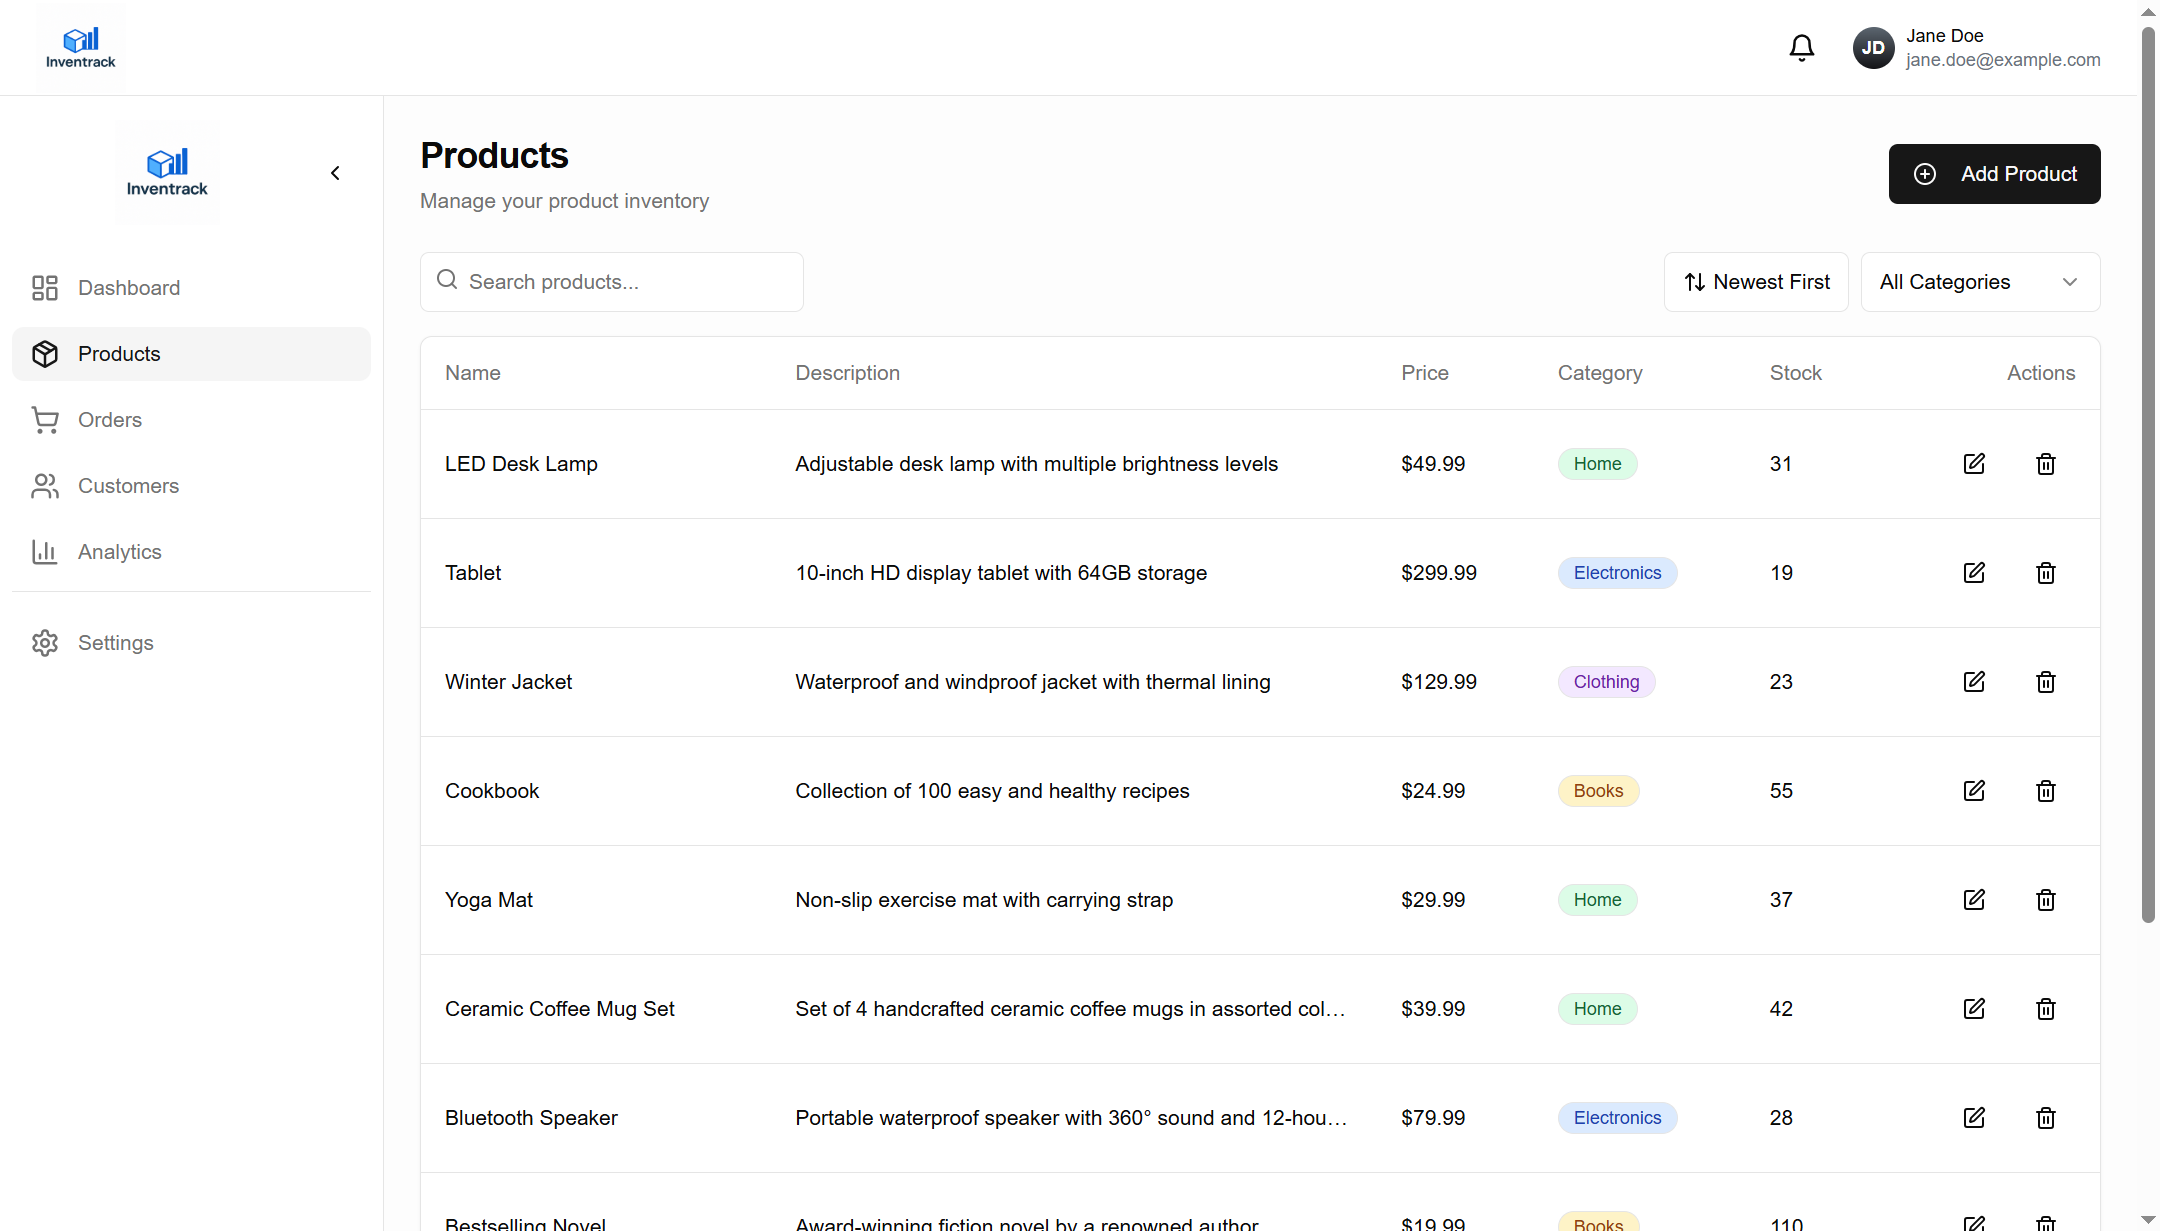 Inventrack
JD
Jane Doe
jane.doe@example.com
Inventrack
Dashboard
Products
Orders
Customers
Analytics
Settings
Products
Manage your product inventory
Add Product
Search products...
Newest First
All Categories
Name Description Price Category Stock Actions
LED Desk Lamp Adjustable desk lamp with multiple brightness levels $49.99 Home 31
Tablet 10-inch HD display tablet with 64GB storage $299.99 Electronics 19
Winter Jacket Waterproof and windproof jacket with thermal lining $129.99 Clothing 23
Cookbook Collection of 100 easy and healthy recipes $24.99 Books 55
Yoga Mat Non-slip exercise mat with carrying strap $29.99 Home 37
Ceramic Coffee Mug Set Set of 4 handcrafted ceramic coffee mugs in assorted col… $39.99 Home 42
Bluetooth Speaker Portable waterproof speaker with 360° sound and 12-hou… $79.99 Electronics 28
Bestselling Novel Award-winning fiction novel by a renowned author $19.99 Books 110